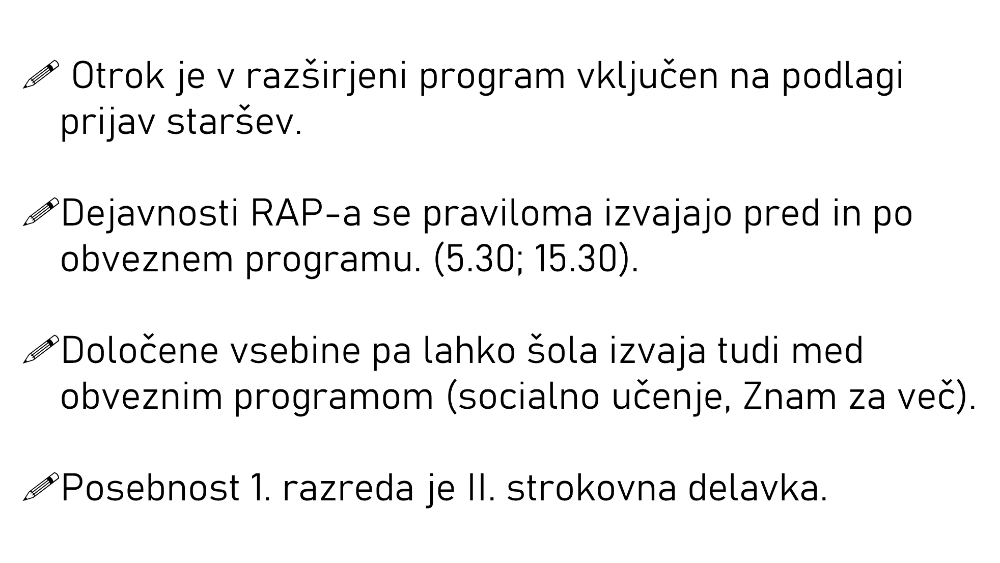 Otrok je v razširjeni program vključen na podlagi
prijav staršev.
Dejavnosti RAP-a se praviloma izvajajo pred in po
obveznem programu. (5.30; 15.30).
Določene vsebine pa lahko šola izvaja tudi med
obveznim programom (socialno učenje, Znam za več).
Posebnost 1. razreda je II. strokovna delavka.